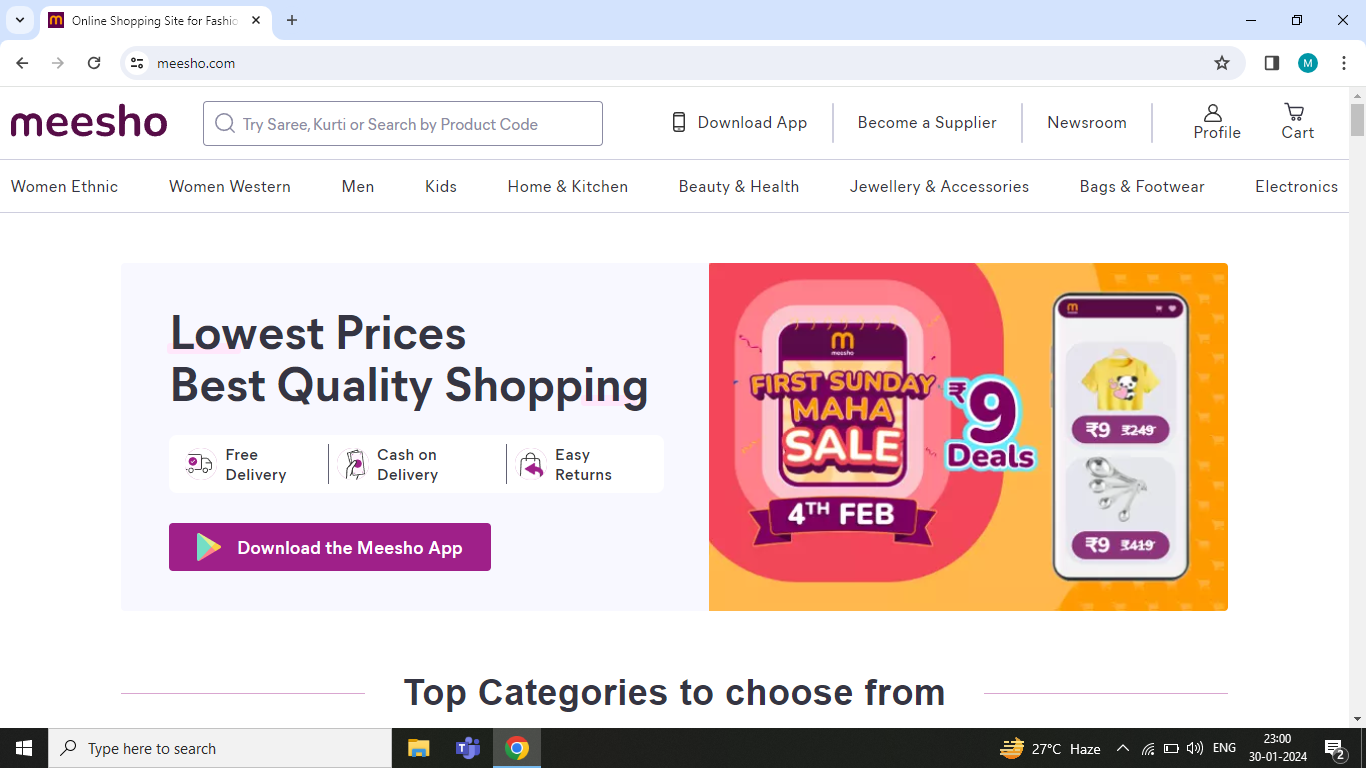 Online Shopping Site for Fashio
meesho.com
M
meesho
Try Saree, Kurti or Search by Product Code
Download App
Become a Supplier
Newsroom
Profile
Cart
Women Ethnic
Women Western
Men
Kids
Home & Kitchen
Beauty & Health
Jewellery & Accessories
Bags & Footwear
Electronics
Lowest Prices
Best Quality Shopping
Free
Delivery
Cash on
Delivery
Easy
Returns
Download the Meesho App
meesho
FIRST SUNDAY
MAHA
SALE
4TH FEB
₹9
Deals
₹9 ₹249
₹9 ₹419
Top Categories to choose from
Type here to search
27°C Haze
ENG
23:00
30-01-2024
2